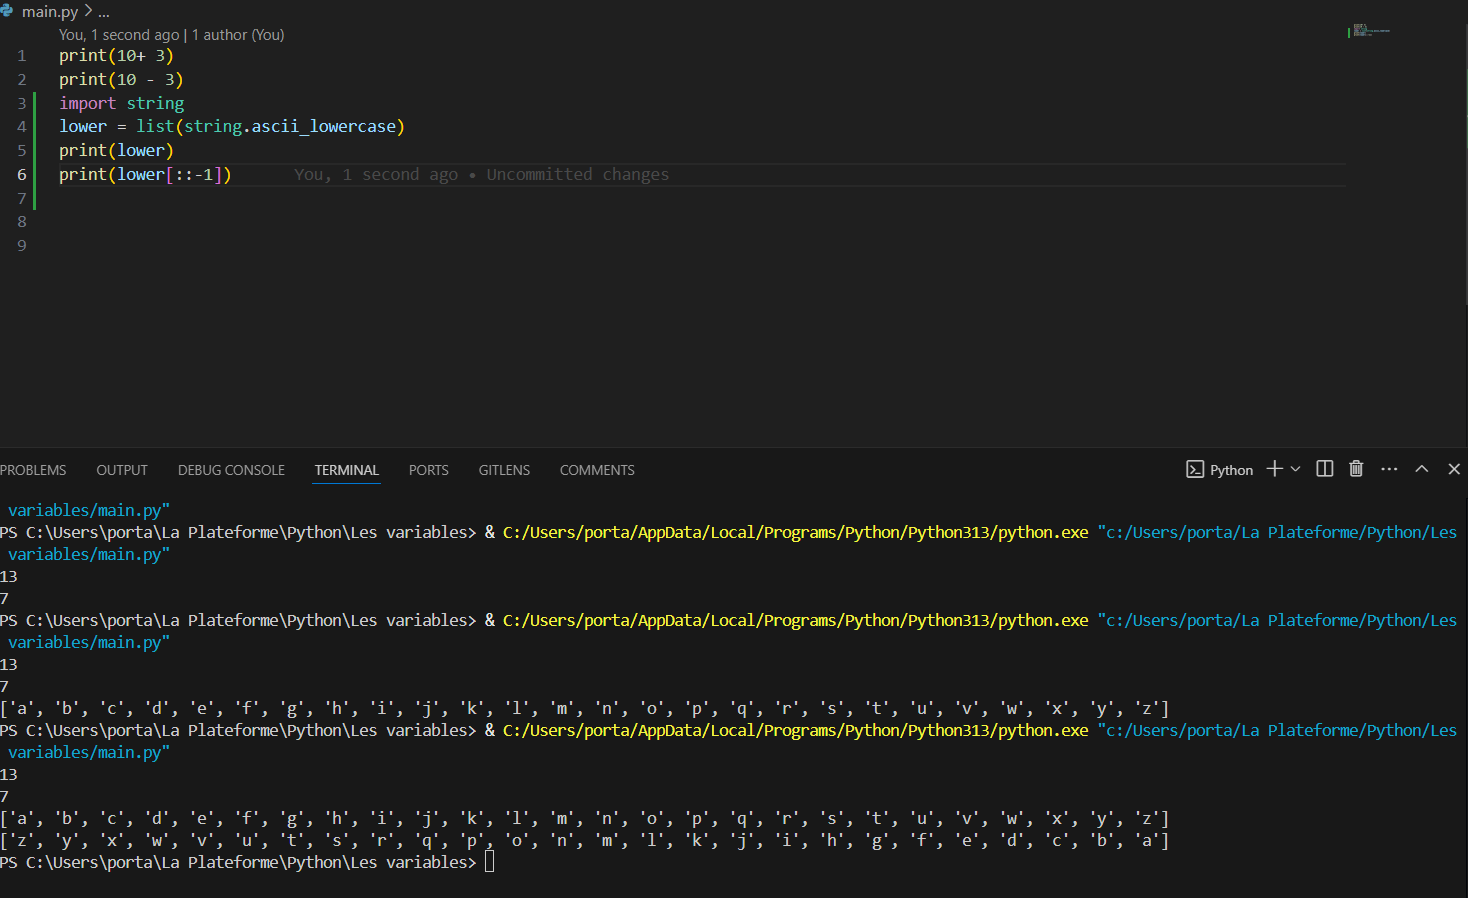 main.py > ...
You, 1 second ago | 1 author (You)
1 print(10+ 3)
2 print(10 - 3)
3 import string
4 lower = list(string.ascii_lowercase)
5 print(lower)
6 print(lower[::-1]) You, 1 second ago • Uncommitted changes
7
8
9
PROBLEMS OUTPUT DEBUG CONSOLE TERMINAL PORTS GITLENS COMMENTS Python
variables/main.py"
PS C:\Users\porta\La Plateforme\Python\Les variables> & C:/Users/porta/AppData/Local/Programs/Python/Python313/python.exe "c:/Users/porta/La Plateforme/Python/Les
variables/main.py"
13
7
PS C:\Users\porta\La Plateforme\Python\Les variables> & C:/Users/porta/AppData/Local/Programs/Python/Python313/python.exe "c:/Users/porta/La Plateforme/Python/Les
variables/main.py"
13
7
['a', 'b', 'c', 'd', 'e', 'f', 'g', 'h', 'i', 'j', 'k', 'l', 'm', 'n', 'o', 'p', 'q', 'r', 's', 't', 'u', 'v', 'w', 'x', 'y', 'z']
PS C:\Users\porta\La Plateforme\Python\Les variables> & C:/Users/porta/AppData/Local/Programs/Python/Python313/python.exe "c:/Users/porta/La Plateforme/Python/Les
variables/main.py"
13
7
['a', 'b', 'c', 'd', 'e', 'f', 'g', 'h', 'i', 'j', 'k', 'l', 'm', 'n', 'o', 'p', 'q', 'r', 's', 't', 'u', 'v', 'w', 'x', 'y', 'z']
['z', 'y', 'x', 'w', 'v', 'u', 't', 's', 'r', 'q', 'p', 'o', 'n', 'm', 'l', 'k', 'j', 'i', 'h', 'g', 'f', 'e', 'd', 'c', 'b', 'a']
PS C:\Users\porta\La Plateforme\Python\Les variables>